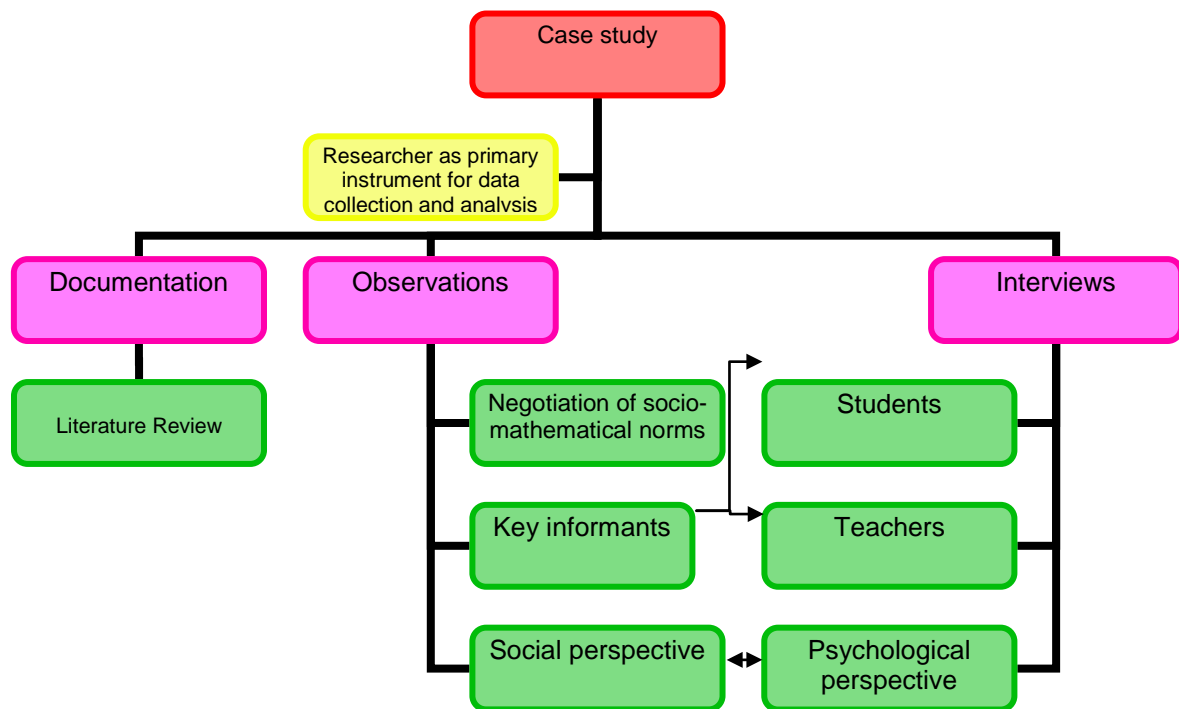 Case study
Researcher as primary
instrument for data
collection and analysis
Documentation
Observations
Interviews
Literature Review
Negotiation of socio-
mathematical norms
Students
Key informants
Teachers
Social perspective
Psychological
perspective